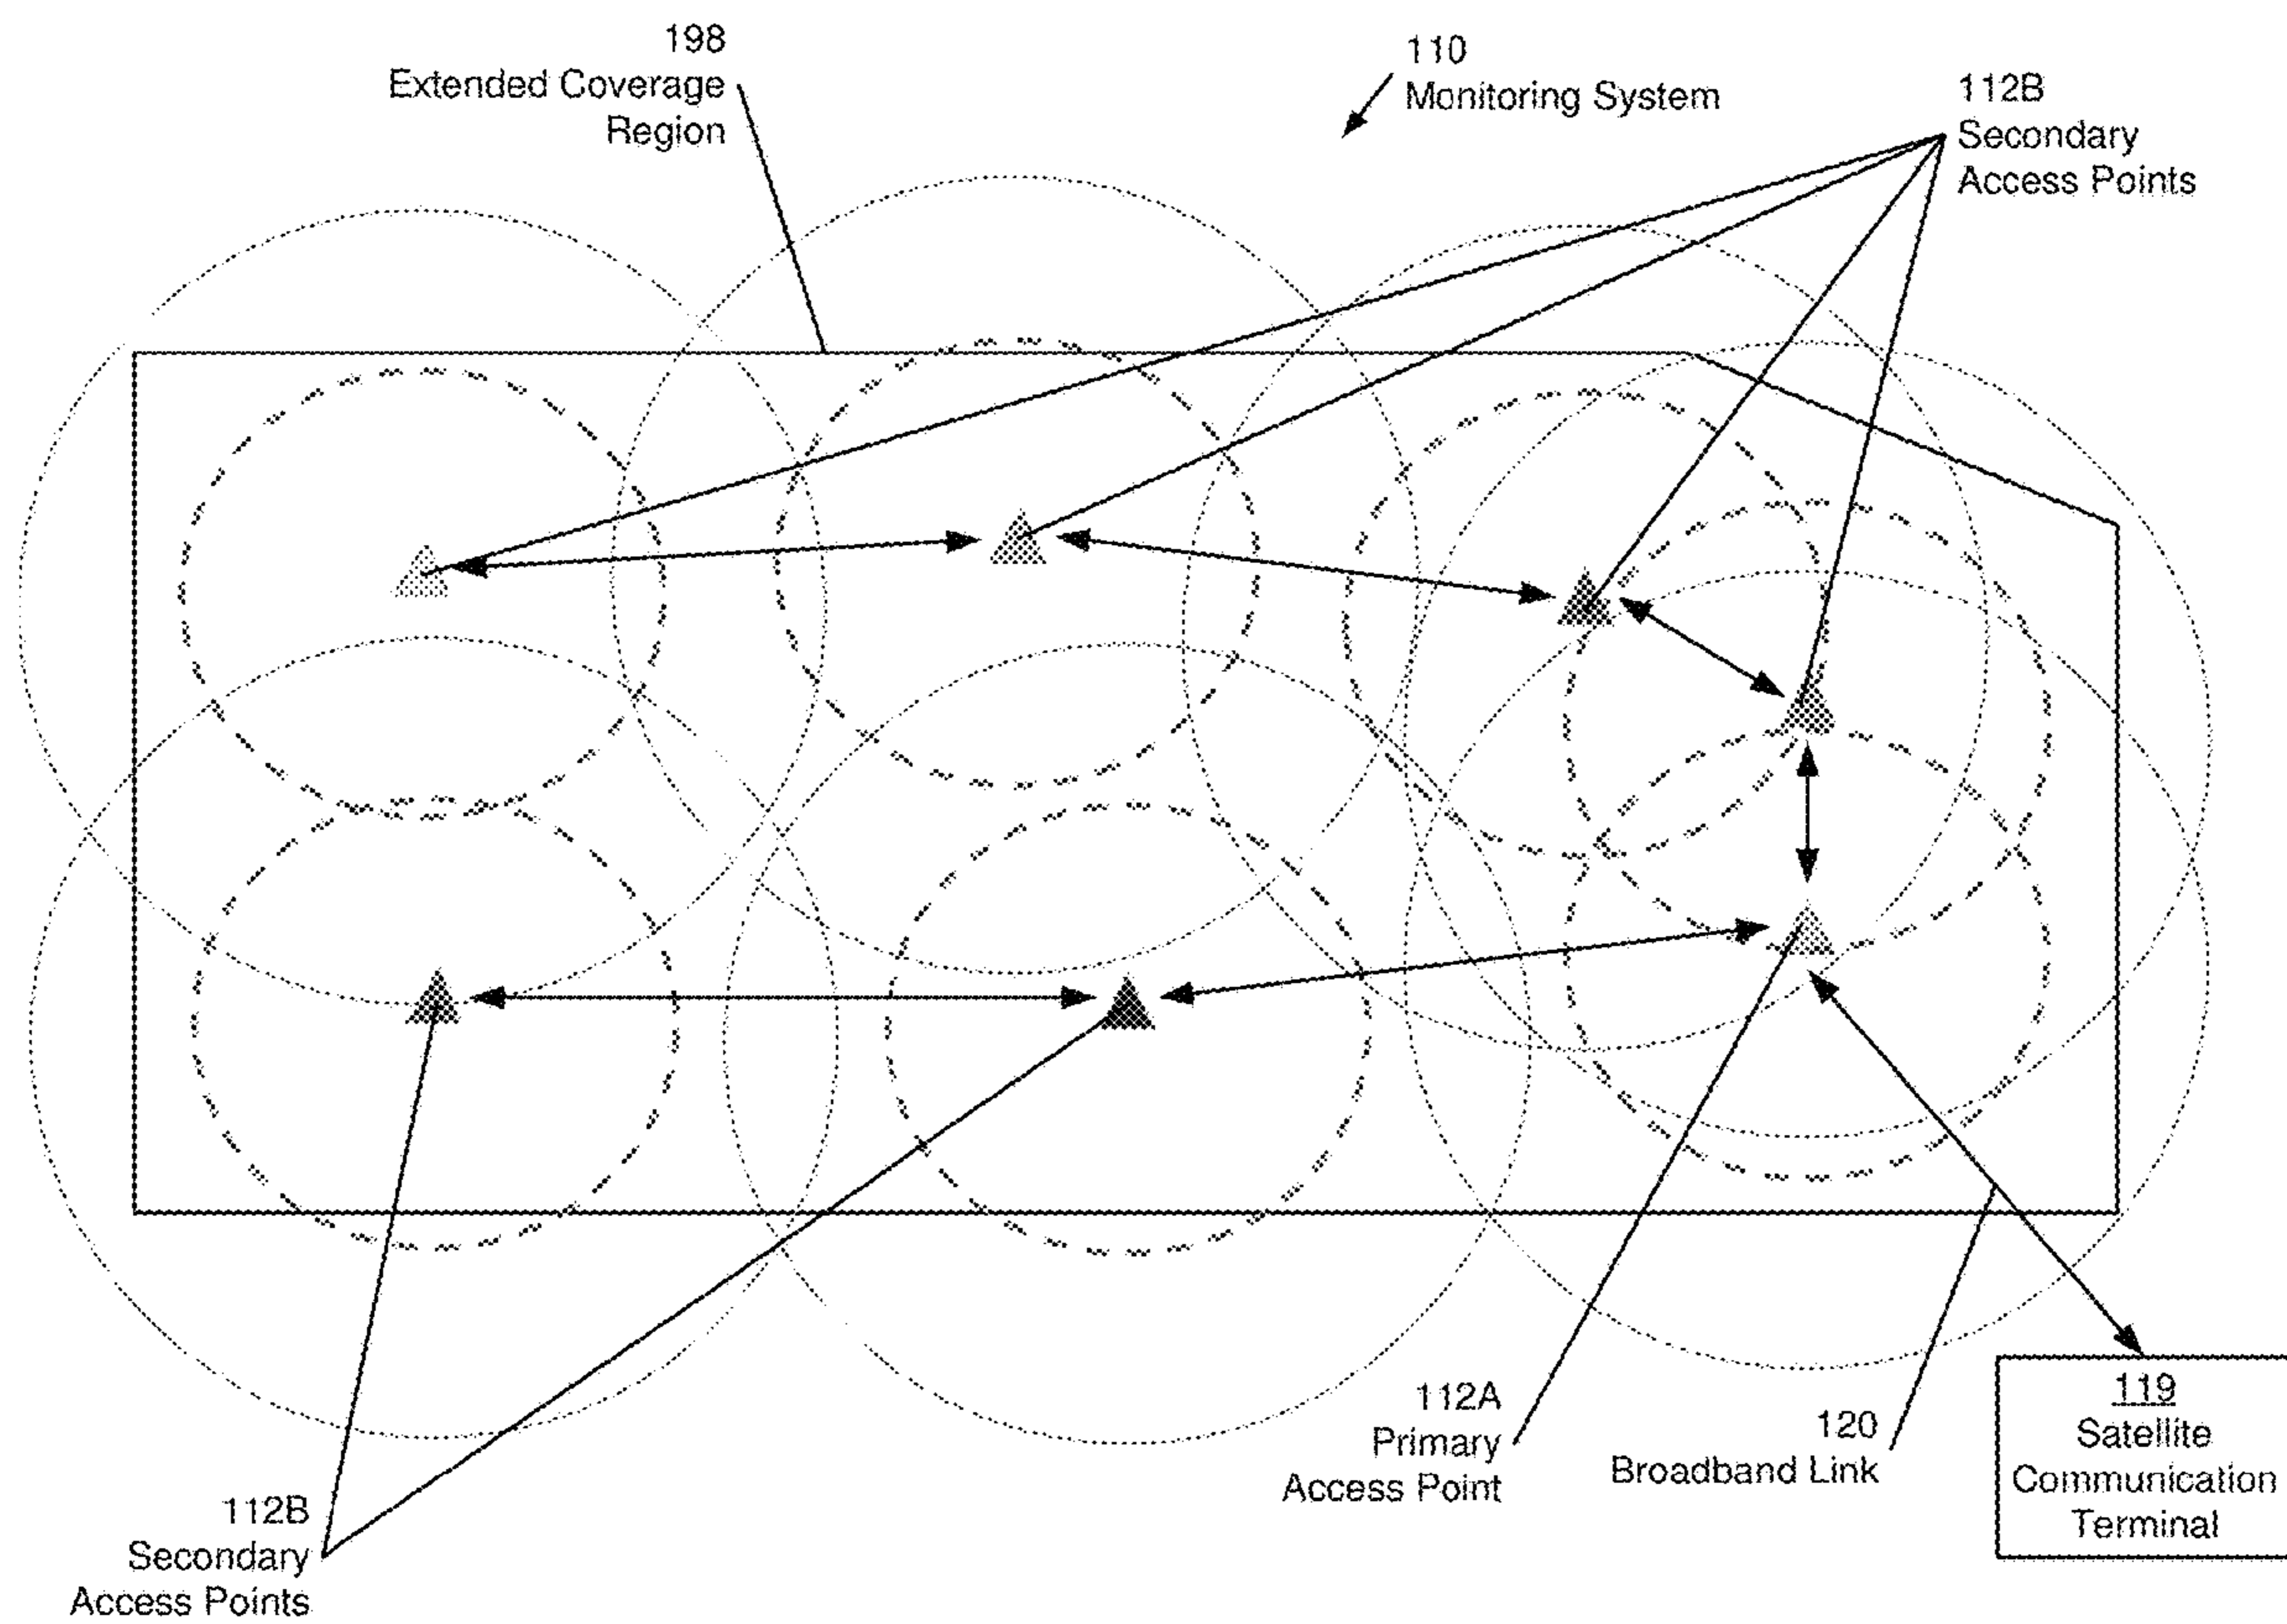 198
Extended Coverage
Region
110
Monitoring System
112B
Secondary
Access Points
112A
Primary
Access Point
120
Broadband Link
119
Satellite
Communication
Terminal
112B
Secondary
Access Points